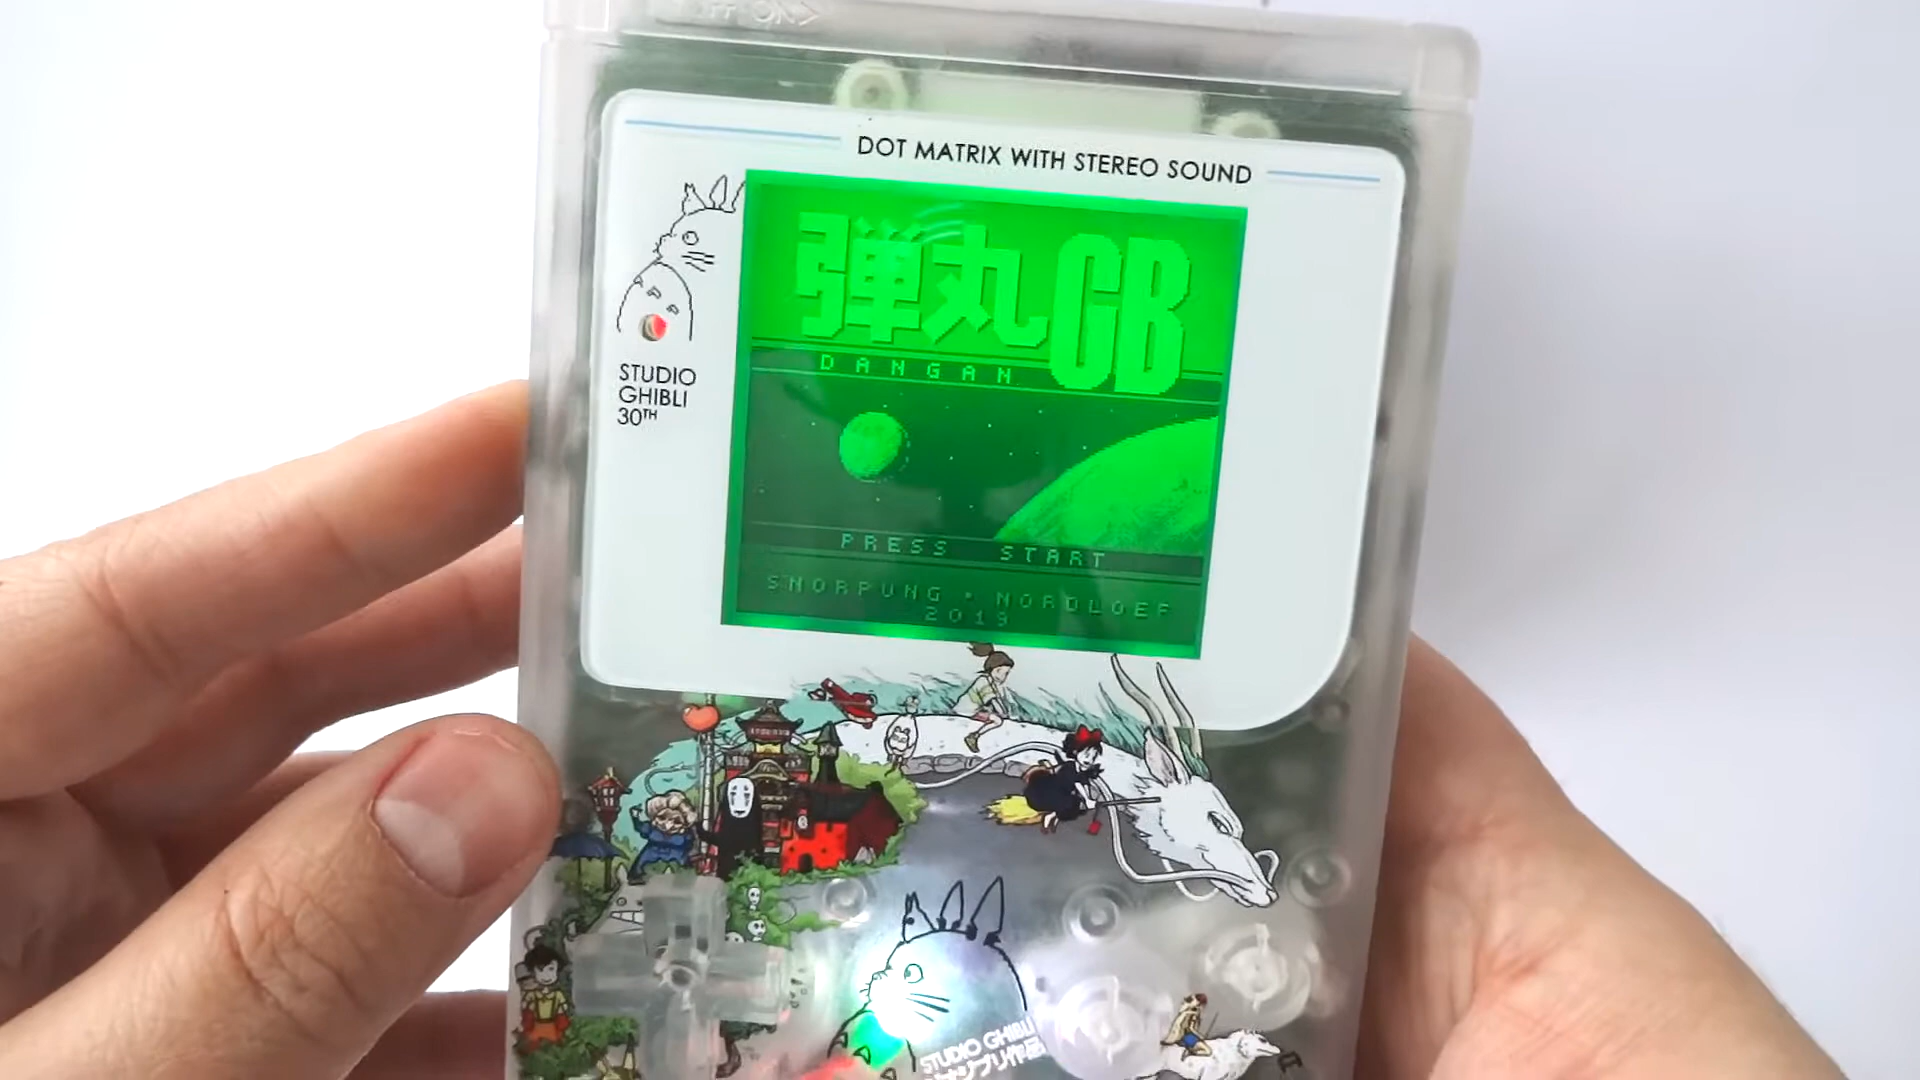 DOT MATRIX WITH STEREO SOUND
弾丸GB
DANGAN
STUDIO
GHIBLI
30TH
PRESS START
SNORPUNG · NORDLOEF
2019
STUDIO GHIBLI